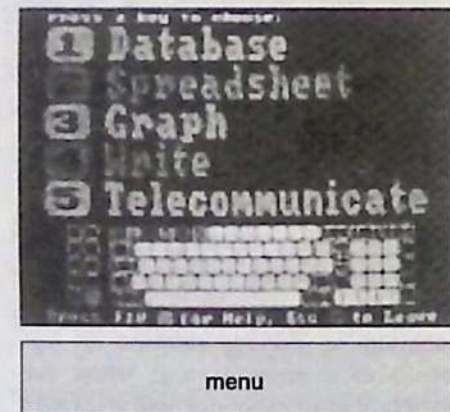 Press a key to choose:
1 Database
Spreadsheet
3 Graph
Write
5 Telecommunicate
Press F10 for Help, Esc to Leave
menu